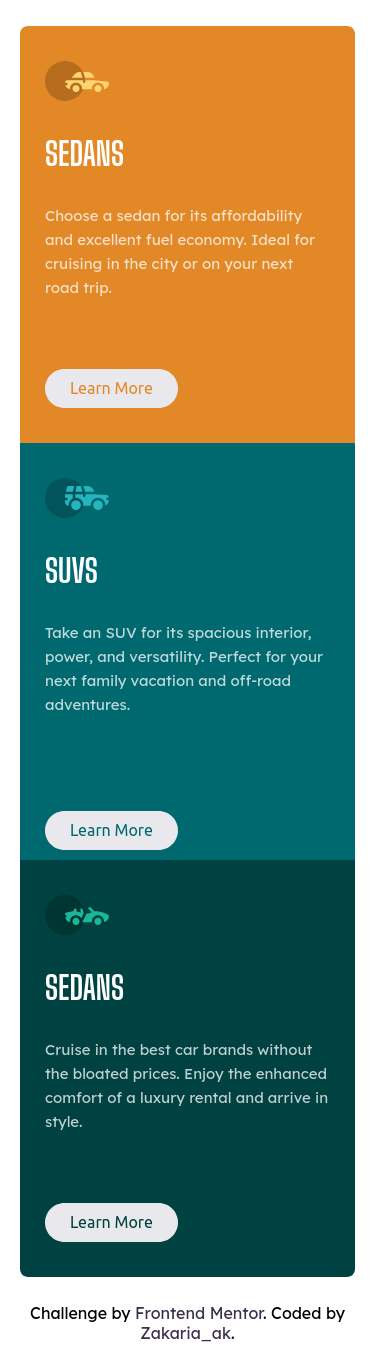 SEDANS
Choose a sedan for its affordability
and excellent fuel economy. Ideal for
cruising in the city or on your next
road trip.
Learn More
SUVS
Take an SUV for its spacious interior,
power, and versatility. Perfect for your
next family vacation and off-road
adventures.
Learn More
SEDANS
Cruise in the best car brands without
the bloated prices. Enjoy the enhanced
comfort of a luxury rental and arrive in
style.
Learn More
Challenge by Frontend Mentor. Coded by
Zakaria_ak.